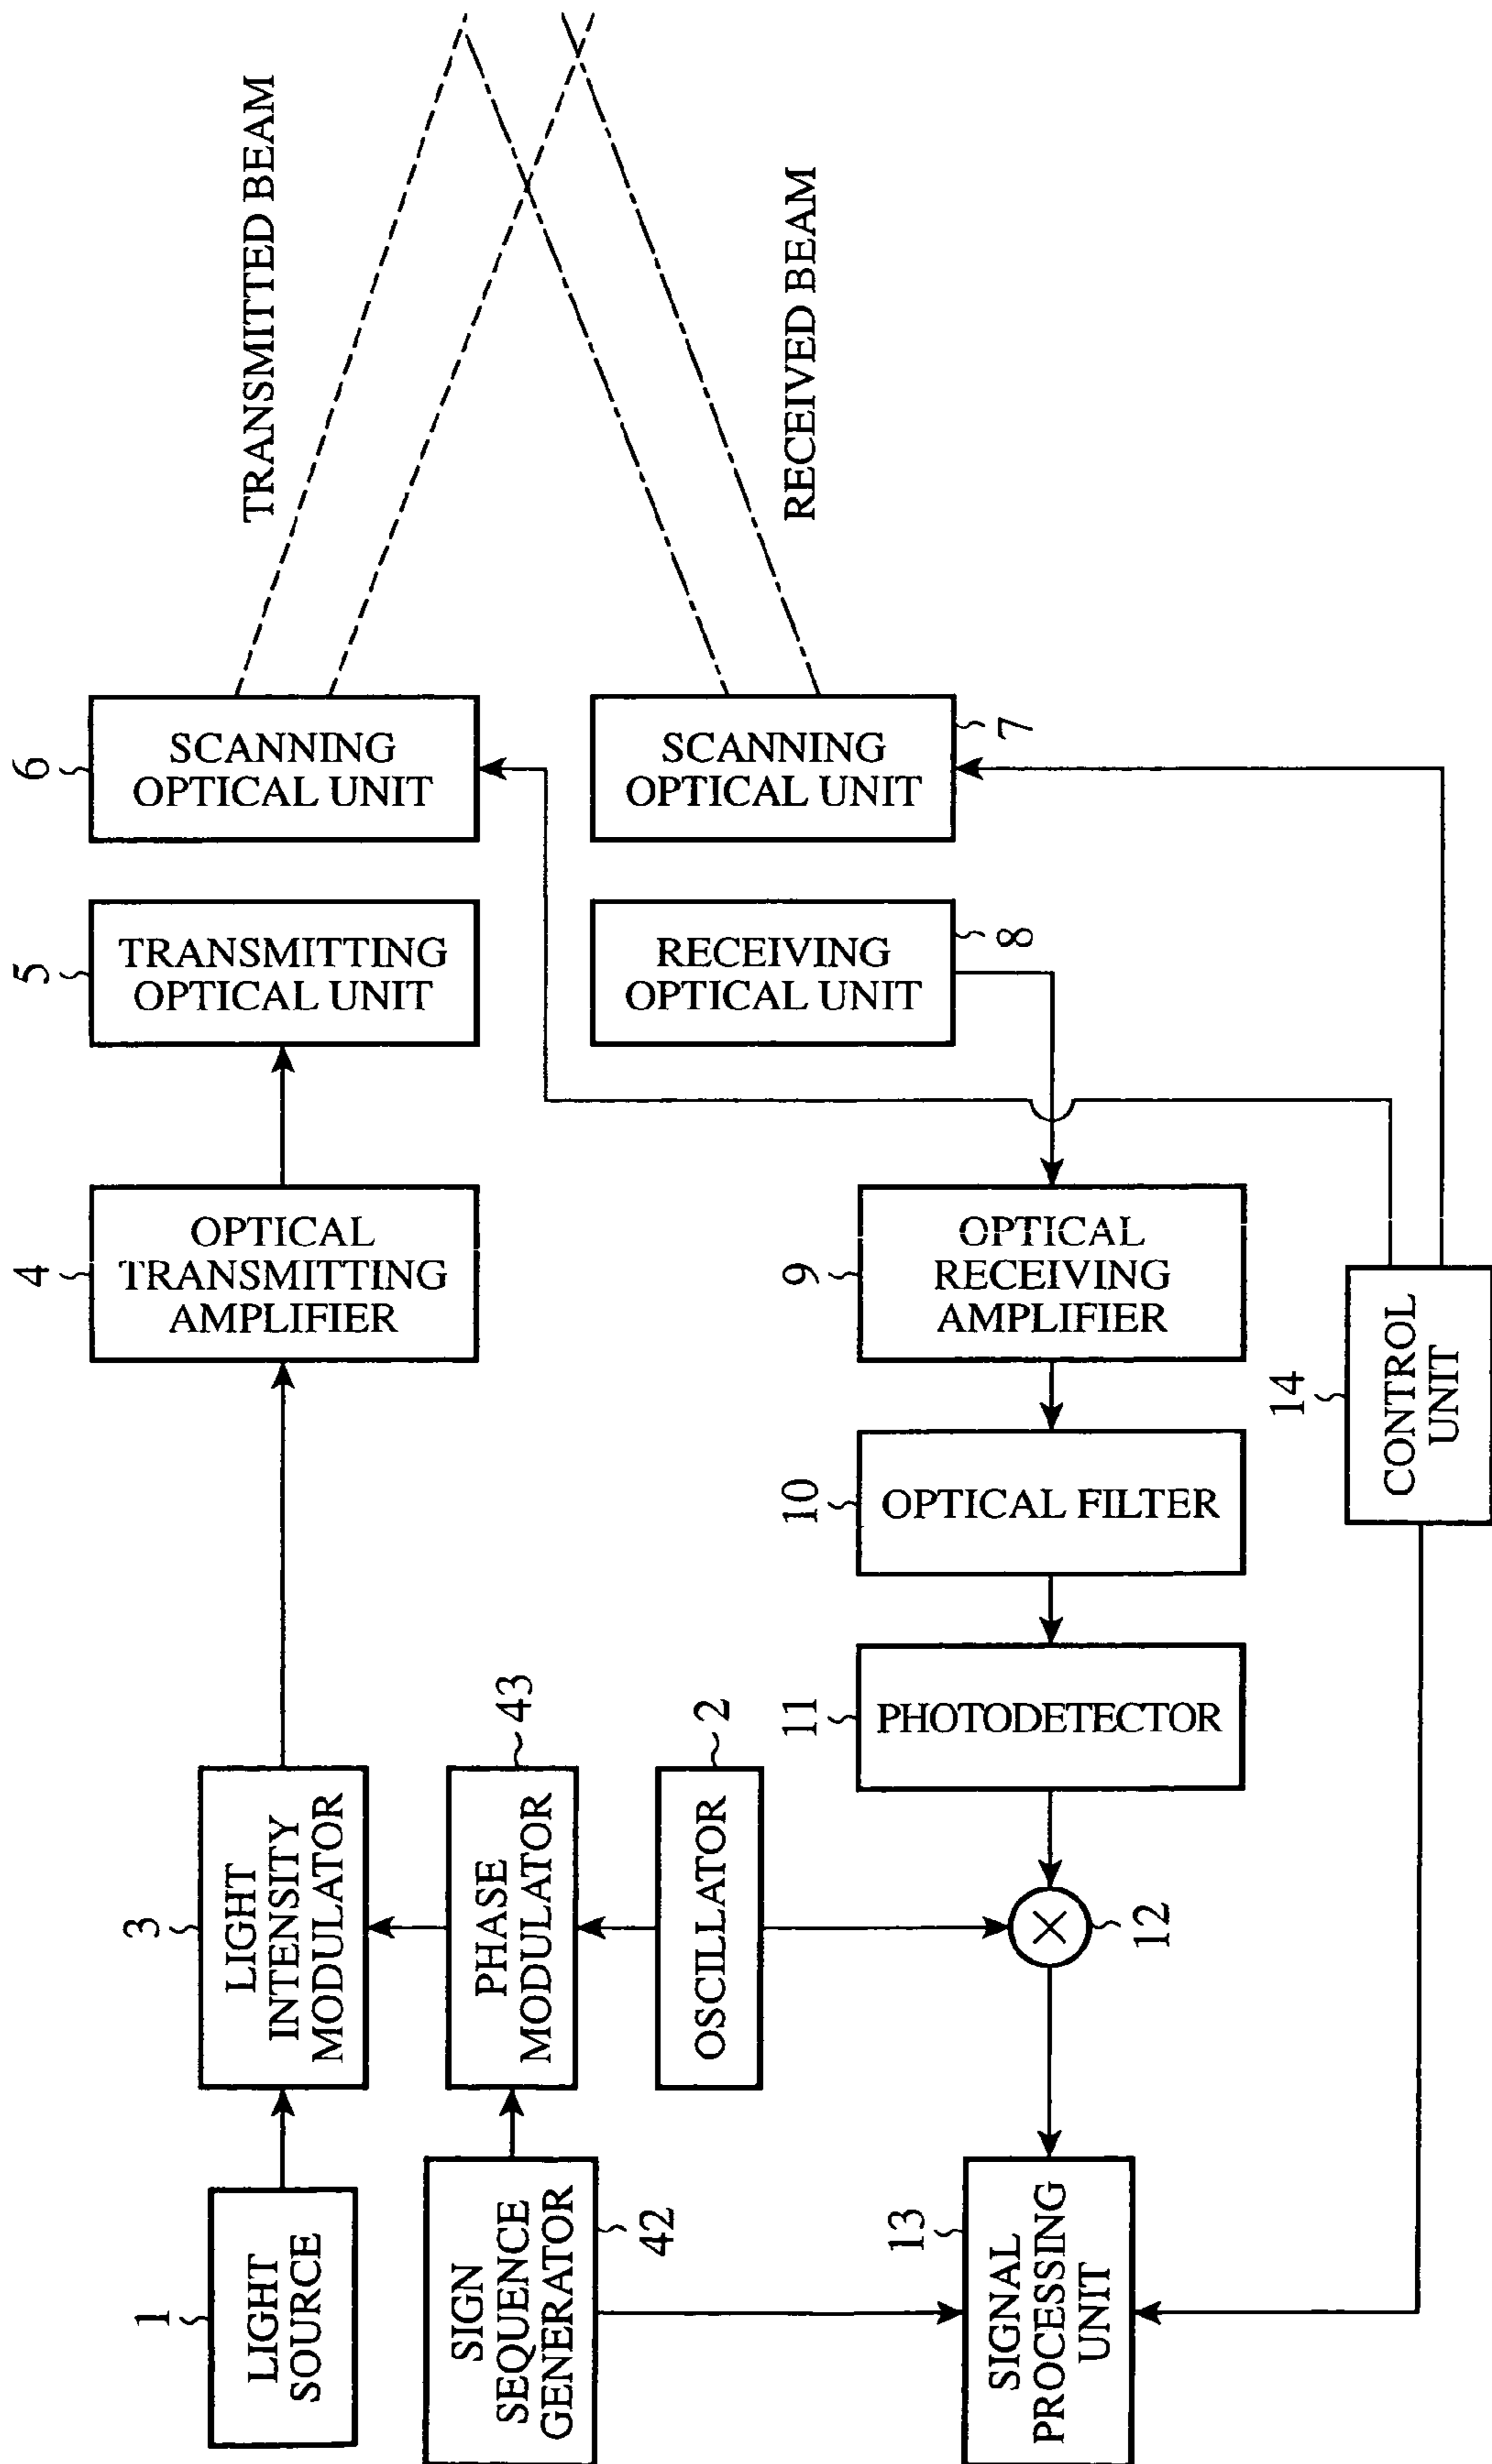 1
LIGHT
SOURCE
3
LIGHT
INTENSITY
MODULATOR
4
OPTICAL
TRANSMITTING
AMPLIFIER
5
TRANSMITTING
OPTICAL UNIT
6
SCANNING
OPTICAL UNIT
TRANSMITTED BEAM
SIGN
SEQUENCE
GENERATOR
42
PHASE
MODULATOR
43
OSCILLATOR
2
RECEIVING
OPTICAL UNIT
8
SCANNING
OPTICAL UNIT
7
RECEIVED BEAM
13
SIGNAL
PROCESSING
UNIT
12
11
PHOTODETECTOR
10
OPTICAL FILTER
9
OPTICAL
RECEIVING
AMPLIFIER
14
CONTROL
UNIT